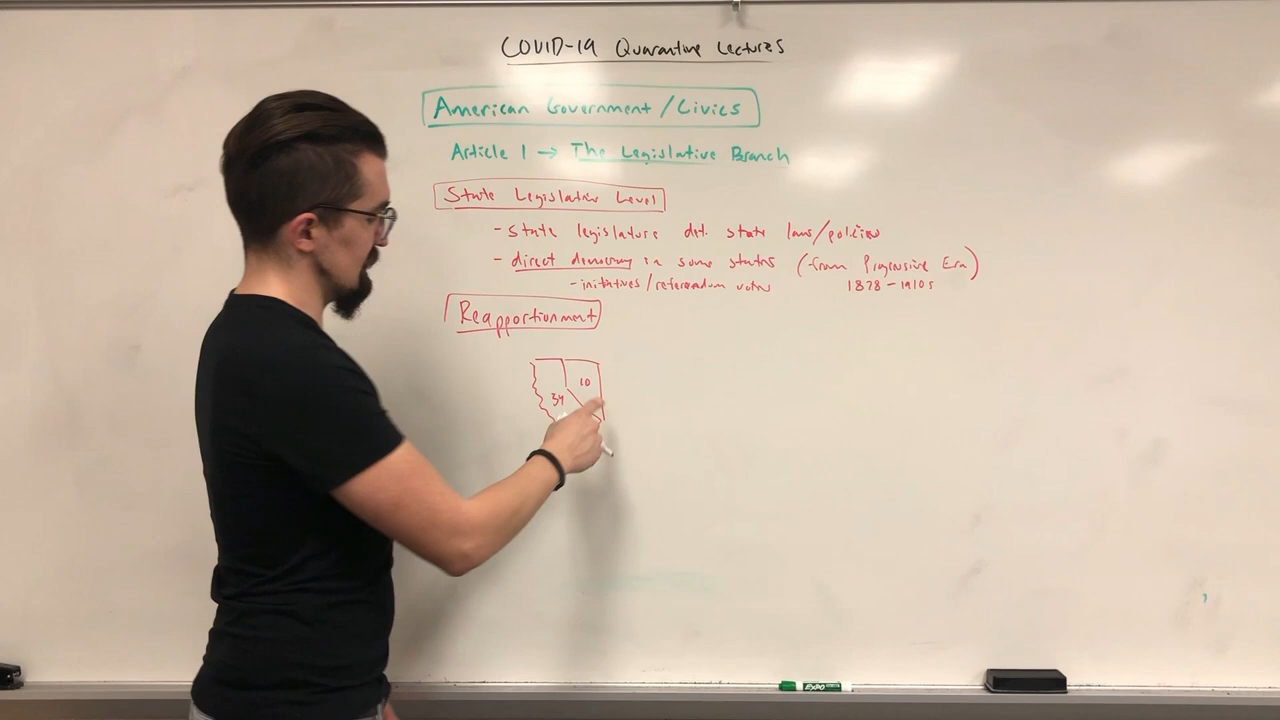 COVID-19 Quarantine Lectures
American Government/Civics
Article 1 → The Legislative Branch
State Legislative Level
- state legislature det. state laws/policies
- direct democracy in some states (from Progressive Era)
- initiatives/referendum votes 1878-1910s
Reapportionment
10
34
EXPO